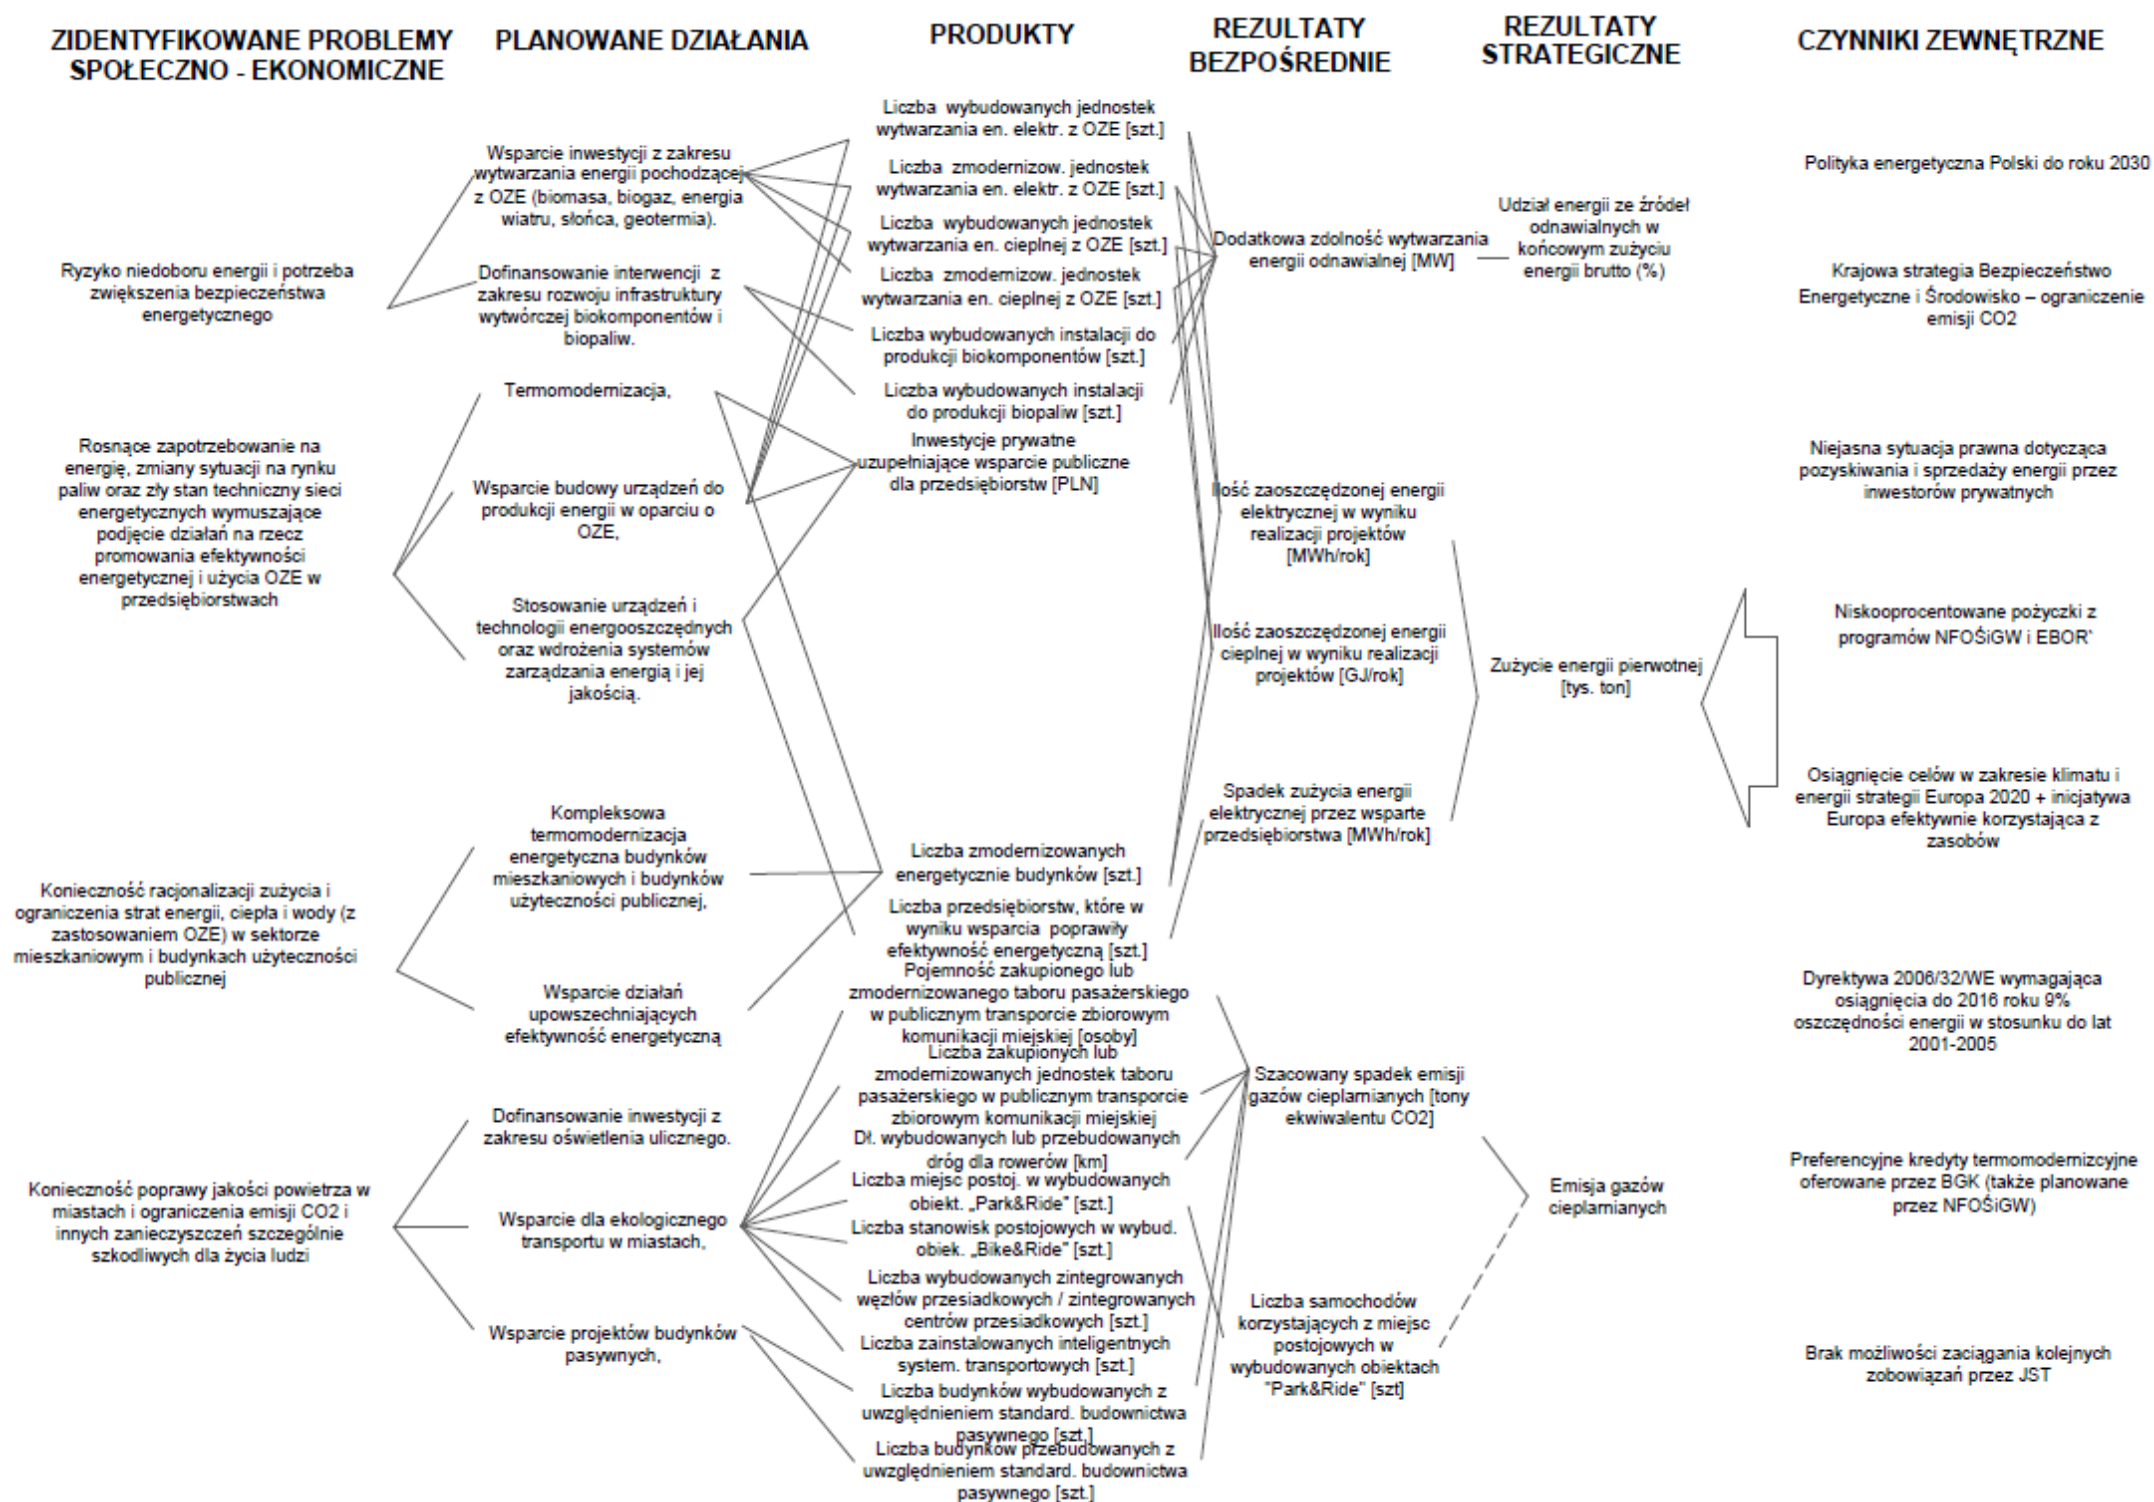 ZIDENTYFIKOWANE PROBLEMY
SPOŁECZNO - EKONOMICZNE
PLANOWANE DZIAŁANIA
PRODUKTY
REZULTATY
BEZPOŚREDNIE
REZULTATY
STRATEGICZNE
CZYNNIKI ZEWNĘTRZNE
Ryzyko niedoboru energii i potrzeba
zwiększenia bezpieczeństwa
energetycznego
Rosnące zapotrzebowanie na
energię, zmiany sytuacji na rynku
paliw oraz zły stan techniczny sieci
energetycznych wymuszające
podjęcie działań na rzecz
promowania efektywności
energetycznej i użycia OZE w
przedsiębiorstwach
Konieczność racjonalizacji zużycia i
ograniczenia strat energii, ciepła i wody (z
zastosowaniem OZE) w sektorze
mieszkaniowym i budynkach użyteczności
publicznej
Konieczność poprawy jakości powietrza w
miastach i ograniczenia emisji CO2 i
innych zanieczyszczeń szczególnie
szkodliwych dla życia ludzi
Wsparcie inwestycji z zakresu
wytwarzania energii pochodzącej
z OZE (biomasa, biogaz, energia
wiatru, słońca, geotermia).
Dofinansowanie interwencji z
zakresu rozwoju infrastruktury
wytwórczej biokomponentów i
biopaliw.
Termomodernizacja,
Wsparcie budowy urządzeń do
produkcji energii w oparciu o
OZE,
Stosowanie urządzeń i
technologii energooszczędnych
oraz wdrożenia systemów
zarządzania energią i jej
jakością.
Kompleksowa
termomodernizacja
energetyczna budynków
mieszkaniowych i budynków
użyteczności publicznej,
Wsparcie działań
upowszechniających
efektywność energetyczną
Dofinansowanie inwestycji z
zakresu oświetlenia ulicznego.
Wsparcie dla ekologicznego
transportu w miastach,
Wsparcie projektów budynków
pasywnych,
Liczba wybudowanych jednostek
wytwarzania en. elektr. z OZE [szt.]
Liczba zmodernizow. jednostek
wytwarzania en. elektr. z OZE [szt.]
Liczba wybudowanych jednostek
wytwarzania en. cieplnej z OZE [szt.]
Liczba zmodernizow. jednostek
wytwarzania en. cieplnej z OZE [szt.]
Liczba wybudowanych instalacji do
produkcji biokomponentów [szt.]
Liczba wybudowanych instalacji
do produkcji biopaliw [szt.]
Inwestycje prywatne
uzupełniające wsparcie publiczne
dla przedsiębiorstw [PLN]
Liczba zmodernizowanych
energetycznie budynków [szt.]
Liczba przedsiębiorstw, które w
wyniku wsparcia poprawiły
efektywność energetyczną [szt.]
Pojemność zakupionego lub
zmodernizowanego taboru pasażerskiego
w publicznym transporcie zbiorowym
komunikacji miejskiej [osoby]
Liczba zakupionych lub
zmodernizowanych jednostek taboru
pasażerskiego w publicznym transporcie
zbiorowym komunikacji miejskiej
Dł. wybudowanych lub przebudowanych
dróg dla rowerów [km]
Liczba miejsc postoj. w wybudowanych
obiekt. „Park&Ride" [szt.]
Liczba stanowisk postojowych w wybud.
obiek. „Bike&Ride" [szt.]
Liczba wybudowanych zintegrowanych
węzłów przesiadkowych / zintegrowanych
centrów przesiadkowych [szt.]
Liczba zainstalowanych inteligentnych
system. transportowych [szt.]
Liczba budynków wybudowanych z
uwzględnieniem standard. budownictwa
pasywnego [szt.]
Liczba budynków przebudowanych z
uwzględnieniem standard. budownictwa
pasywnego [szt.]
Dodatkowa zdolność wytwarzania
energii odnawialnej [MW]
Ilość zaoszczędzonej energii
elektrycznej w wyniku
realizacji projektów
[MWh/rok]
Ilość zaoszczędzonej energii
cieplnej w wyniku realizacji
projektów [GJ/rok]
Spadek zużycia energii
elektrycznej przez wsparte
przedsiębiorstwa [MWh/rok]
Szacowany spadek emisji
gazów cieplarnianych [tony
ekwiwalentu CO2]
Liczba samochodów
korzystających z miejsc
postojowych w
wybudowanych obiektach
"Park&Ride" [szt]
Udział energii ze źródeł
odnawialnych w
końcowym zużyciu
energii brutto (%)
Zużycie energii pierwotnej
[tys. ton]
Emisja gazów
cieplarnianych
Polityka energetyczna Polski do roku 2030
Krajowa strategia Bezpieczeństwo
Energetyczne i Środowisko – ograniczenie
emisji CO2
Niejasna sytuacja prawna dotycząca
pozyskiwania i sprzedaży energii przez
inwestorów prywatnych
Niskooprocentowane pożyczki z
programów NFOŚiGW i EBOR`
Osiągnięcie celów w zakresie klimatu i
energii strategii Europa 2020 + inicjatywa
Europa efektywnie korzystająca z
zasobów
Dyrektywa 2006/32/WE wymagająca
osiągnięcia do 2016 roku 9%
oszczędności energii w stosunku do lat
2001-2005
Preferencyjne kredyty termomodernizcyjne
oferowane przez BGK (także planowane
przez NFOŚiGW)
Brak możliwości zaciągania kolejnych
zobowiązań przez JST